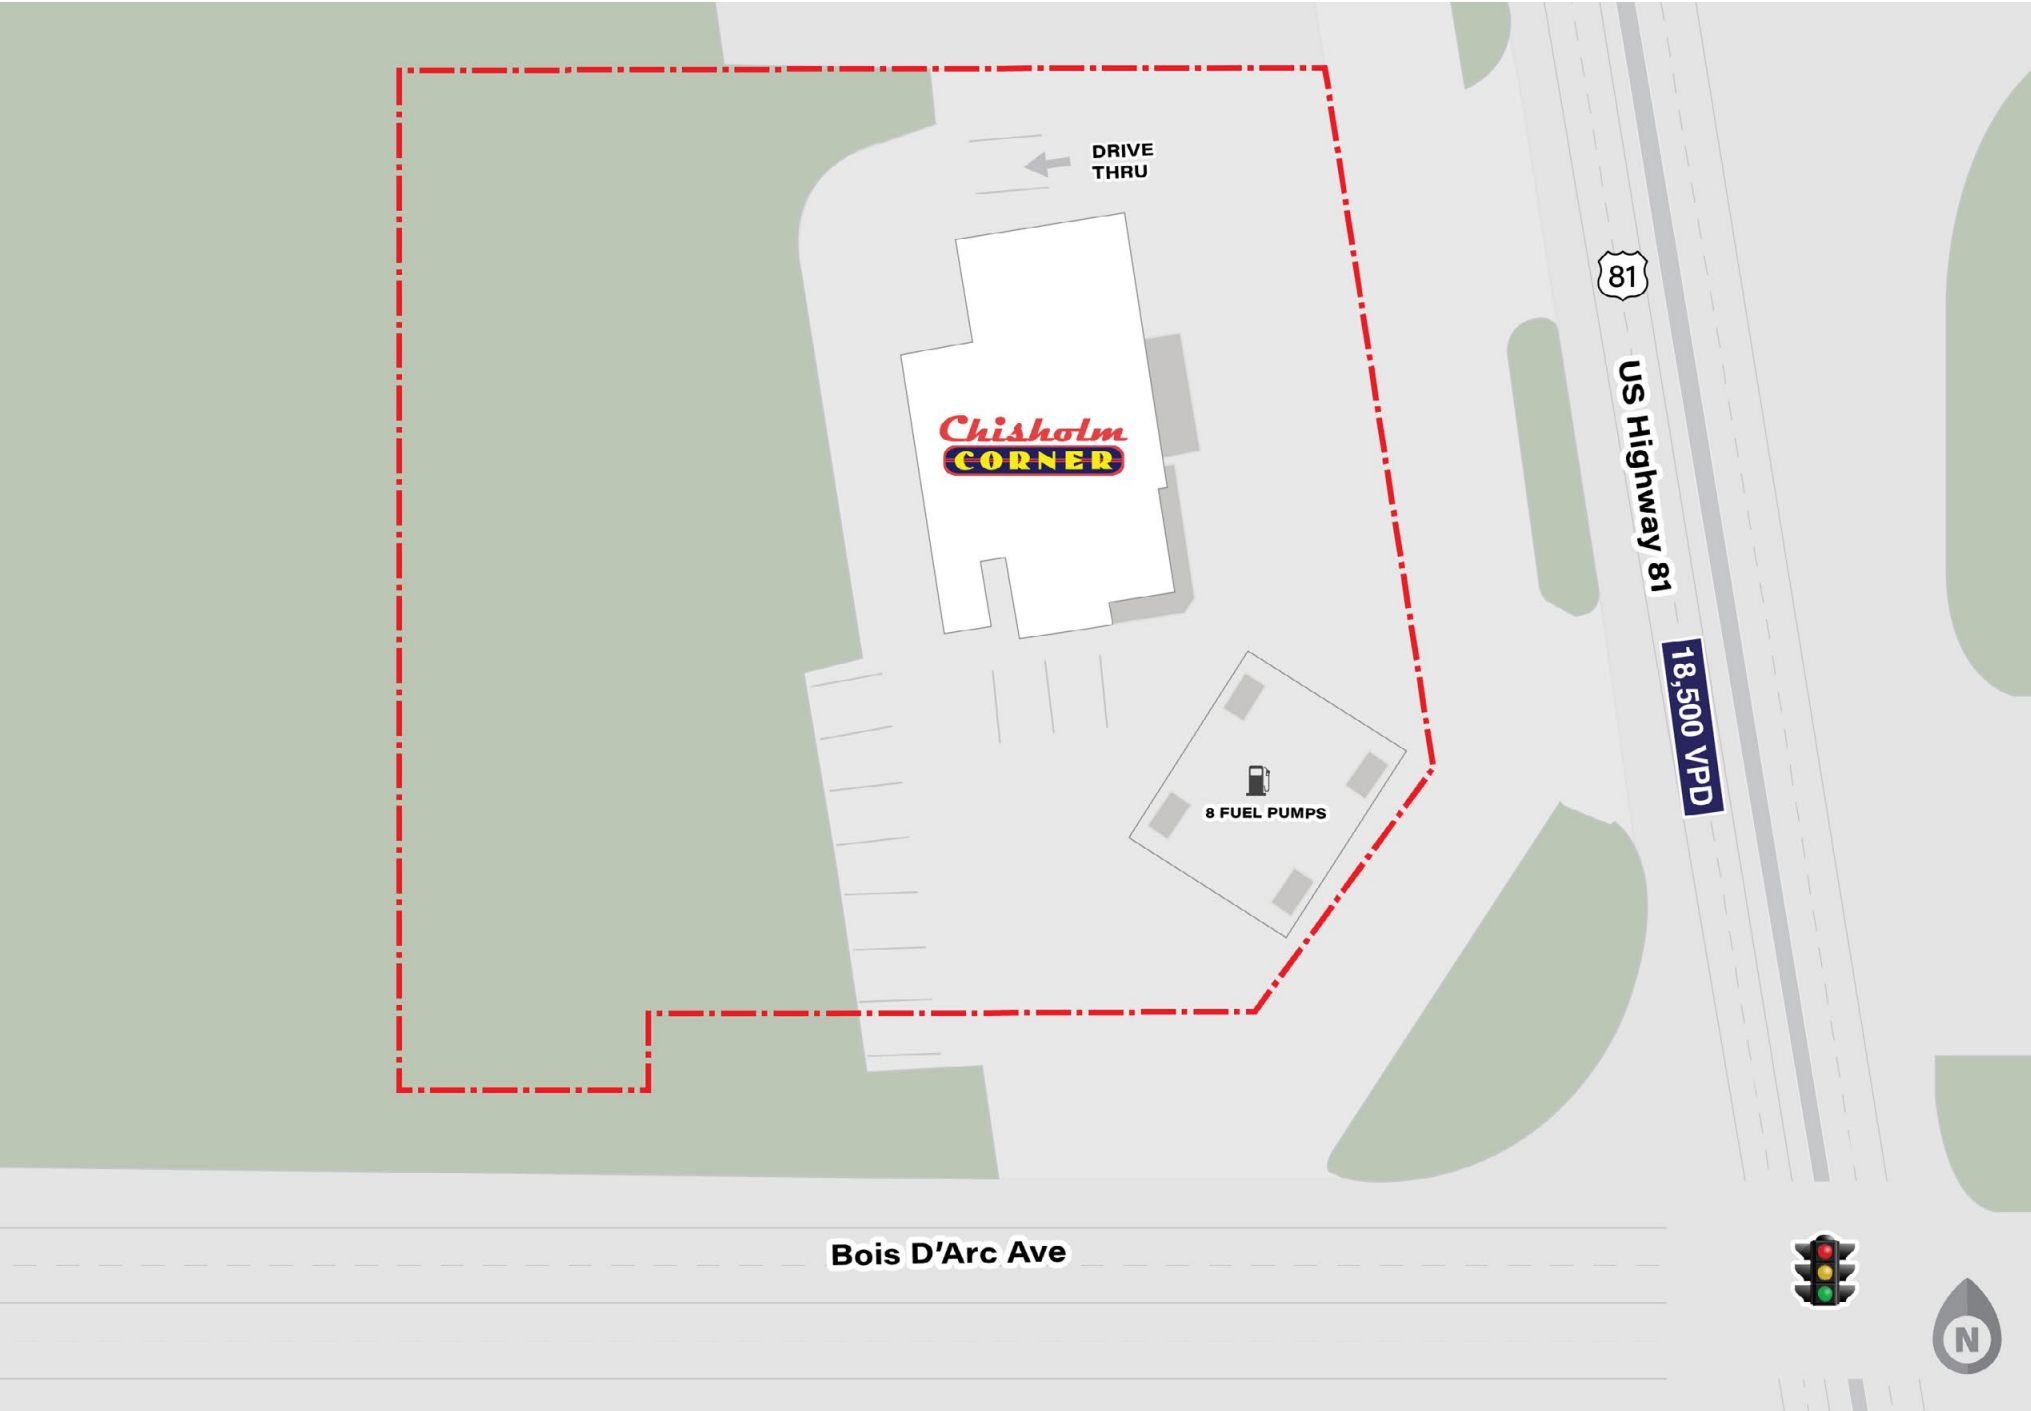 DRIVE
THRU
81
Chisholm
CORNER
US Highway 81
18,500 VPD
8 FUEL PUMPS
Bois D'Arc Ave
N